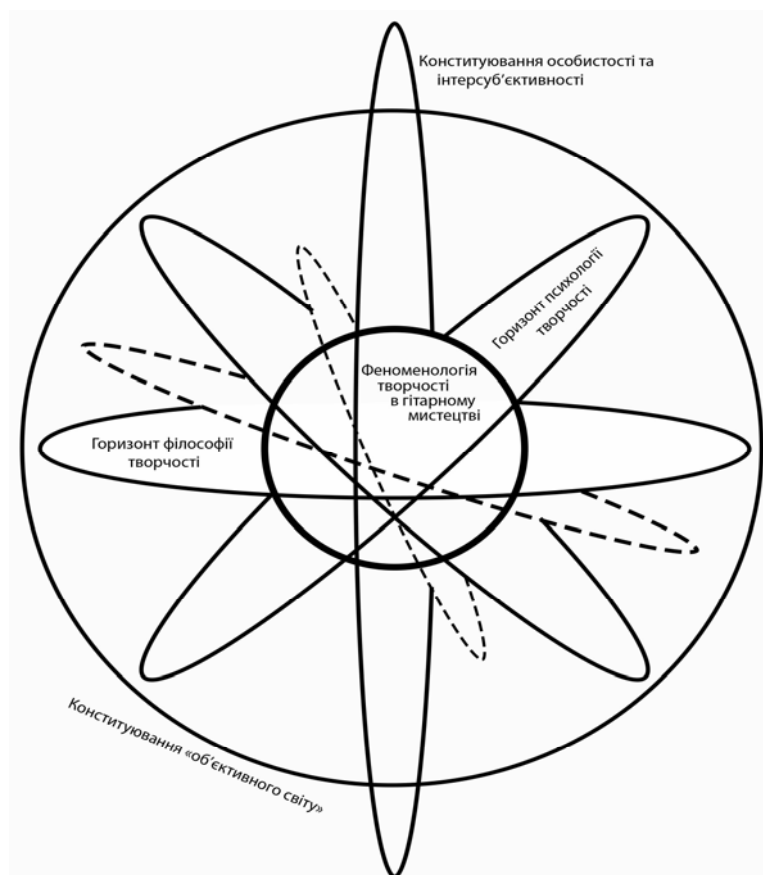 Конституювання особистості та
інтерсуб’єктивності
Горизонт психології
творчості
Феноменологія
творчості
в гітарному
мистецтві
Горизонт філософії
творчості
Конституювання «об’єктивного світу»